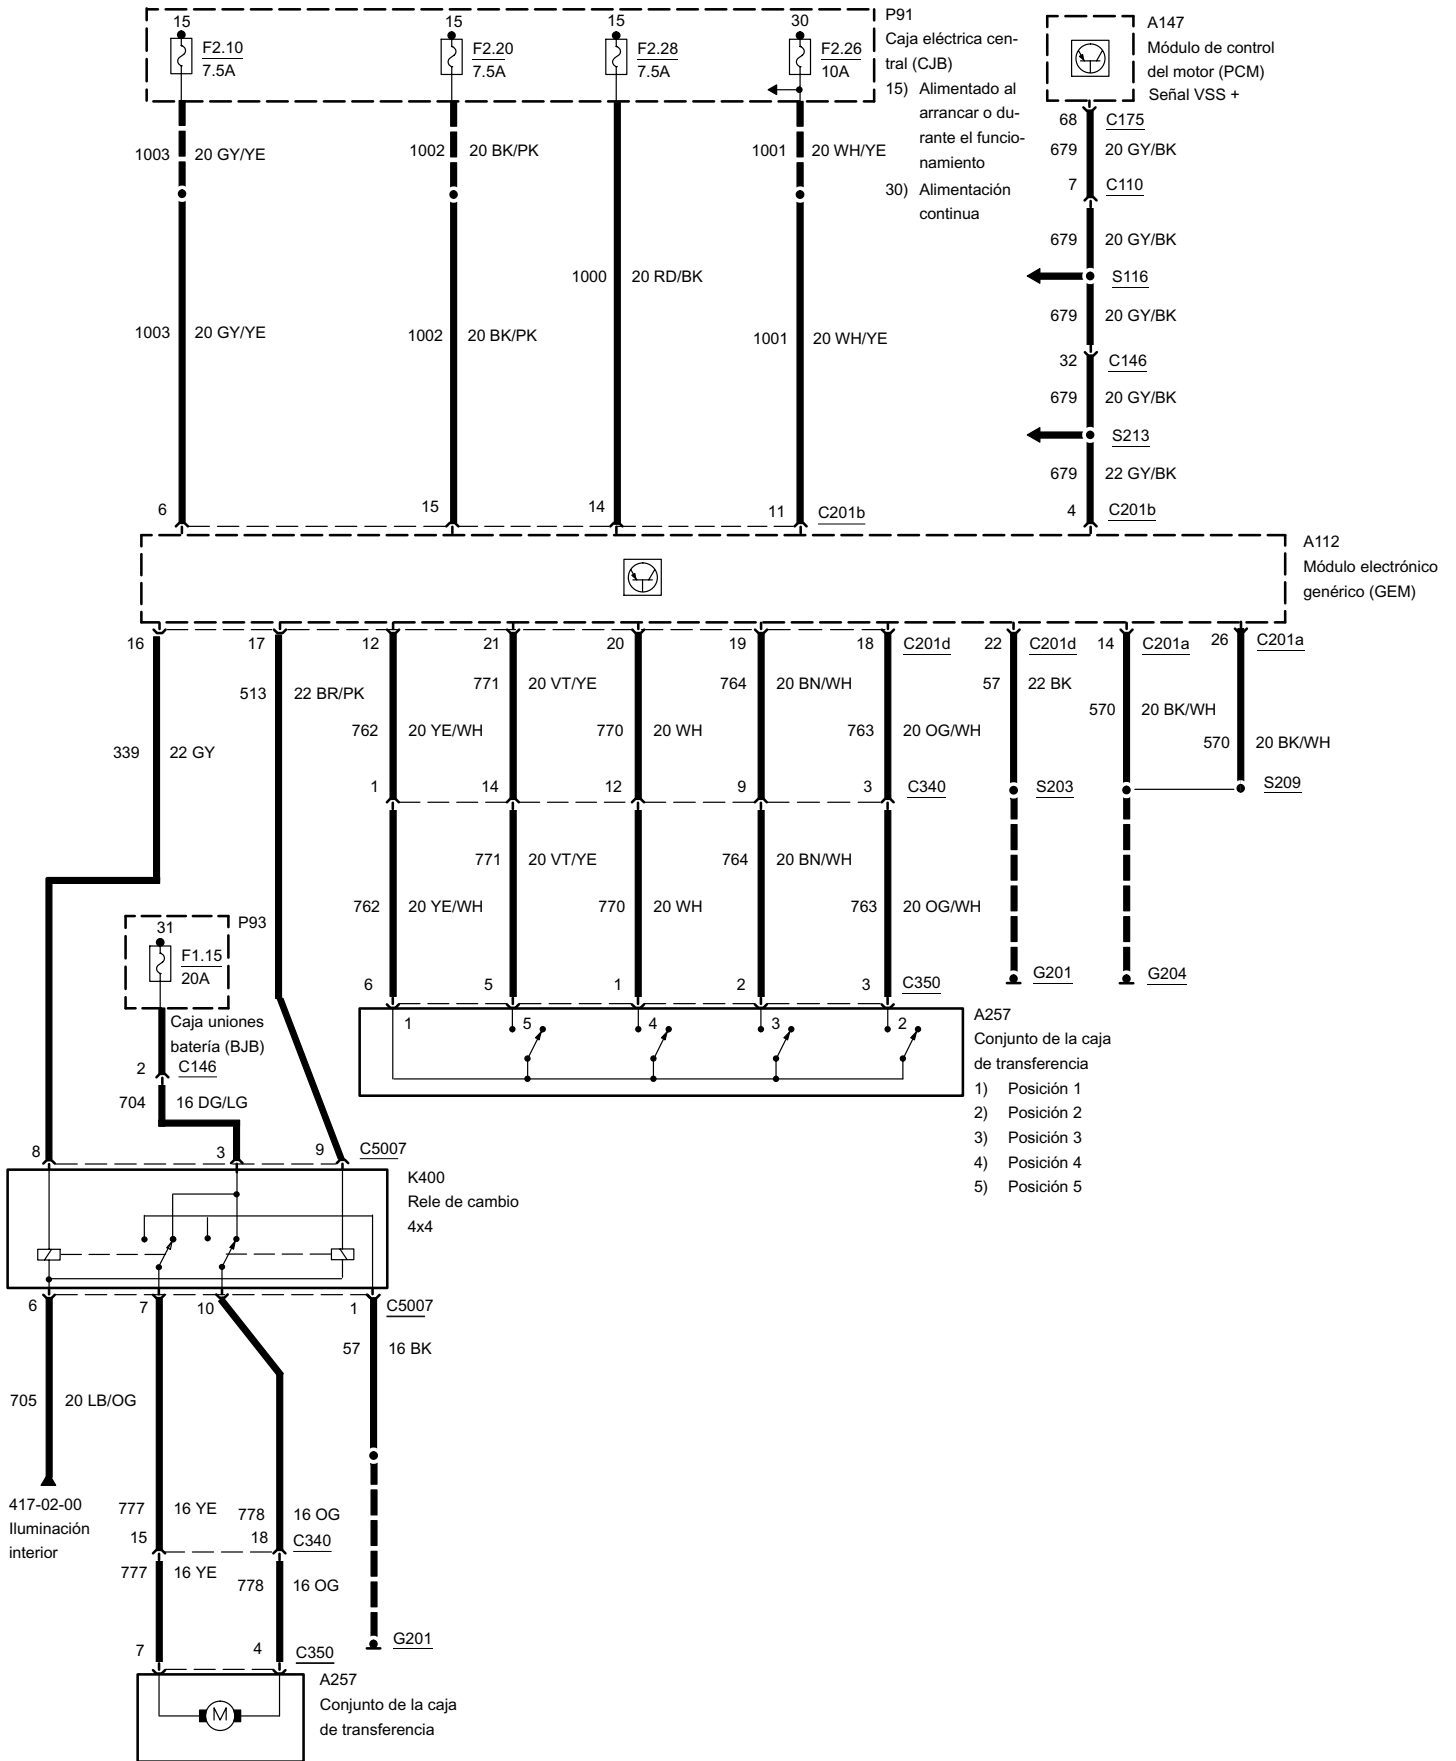 15
F2.10
7.5A
15
F2.20
7.5A
15
F2.28
7.5A
30
F2.26
10A
P91
Caja eléctrica cen-
tral (CJB)
15) Alimentado al
arrancar o du-
rante el funcio-
namiento
30) Alimentación
continua
A147
Módulo de control
del motor (PCM)
Señal VSS +
68 C175
679 20 GY/BK
7 C110
679 20 GY/BK
S116
679 20 GY/BK
32 C146
679 20 GY/BK
S213
679 22 GY/BK
4 C201b
1003 20 GY/YE
1002 20 BK/PK
1001 20 WH/YE
1000 20 RD/BK
1003 20 GY/YE
1002 20 BK/PK
1001 20 WH/YE
6
15
14
11 C201b
A112
Módulo electrónico
genérico (GEM)
16
17
12
21
20
19
18 C201d
22 C201d
14 C201a
26 C201a
513 22 BR/PK
771 20 VT/YE
764 20 BN/WH
57 22 BK
570 20 BK/WH
339 22 GY
762 20 YE/WH
770 20 WH
763 20 OG/WH
570 20 BK/WH
1
14
12
9
3 C340
S203
S209
771 20 VT/YE
764 20 BN/WH
762 20 YE/WH
770 20 WH
763 20 OG/WH
G201
G204
31
P93
F1.15
20A
Caja uniones
batería (BJB)
2 C146
704 16 DG/LG
6
5
1
2
3 C350
1
5
4
3
2
A257
Conjunto de la caja
de transferencia
1) Posición 1
2) Posición 2
3) Posición 3
4) Posición 4
5) Posición 5
8
3
9 C5007
K400
Rele de cambio
4x4
6
7
10
1 C5007
57 16 BK
705 20 LB/OG
417-02-00
Iluminación
interior
777 16 YE
778 16 OG
15
18 C340
777 16 YE
778 16 OG
G201
7
4 C350
A257
Conjunto de la caja
de transferencia
M